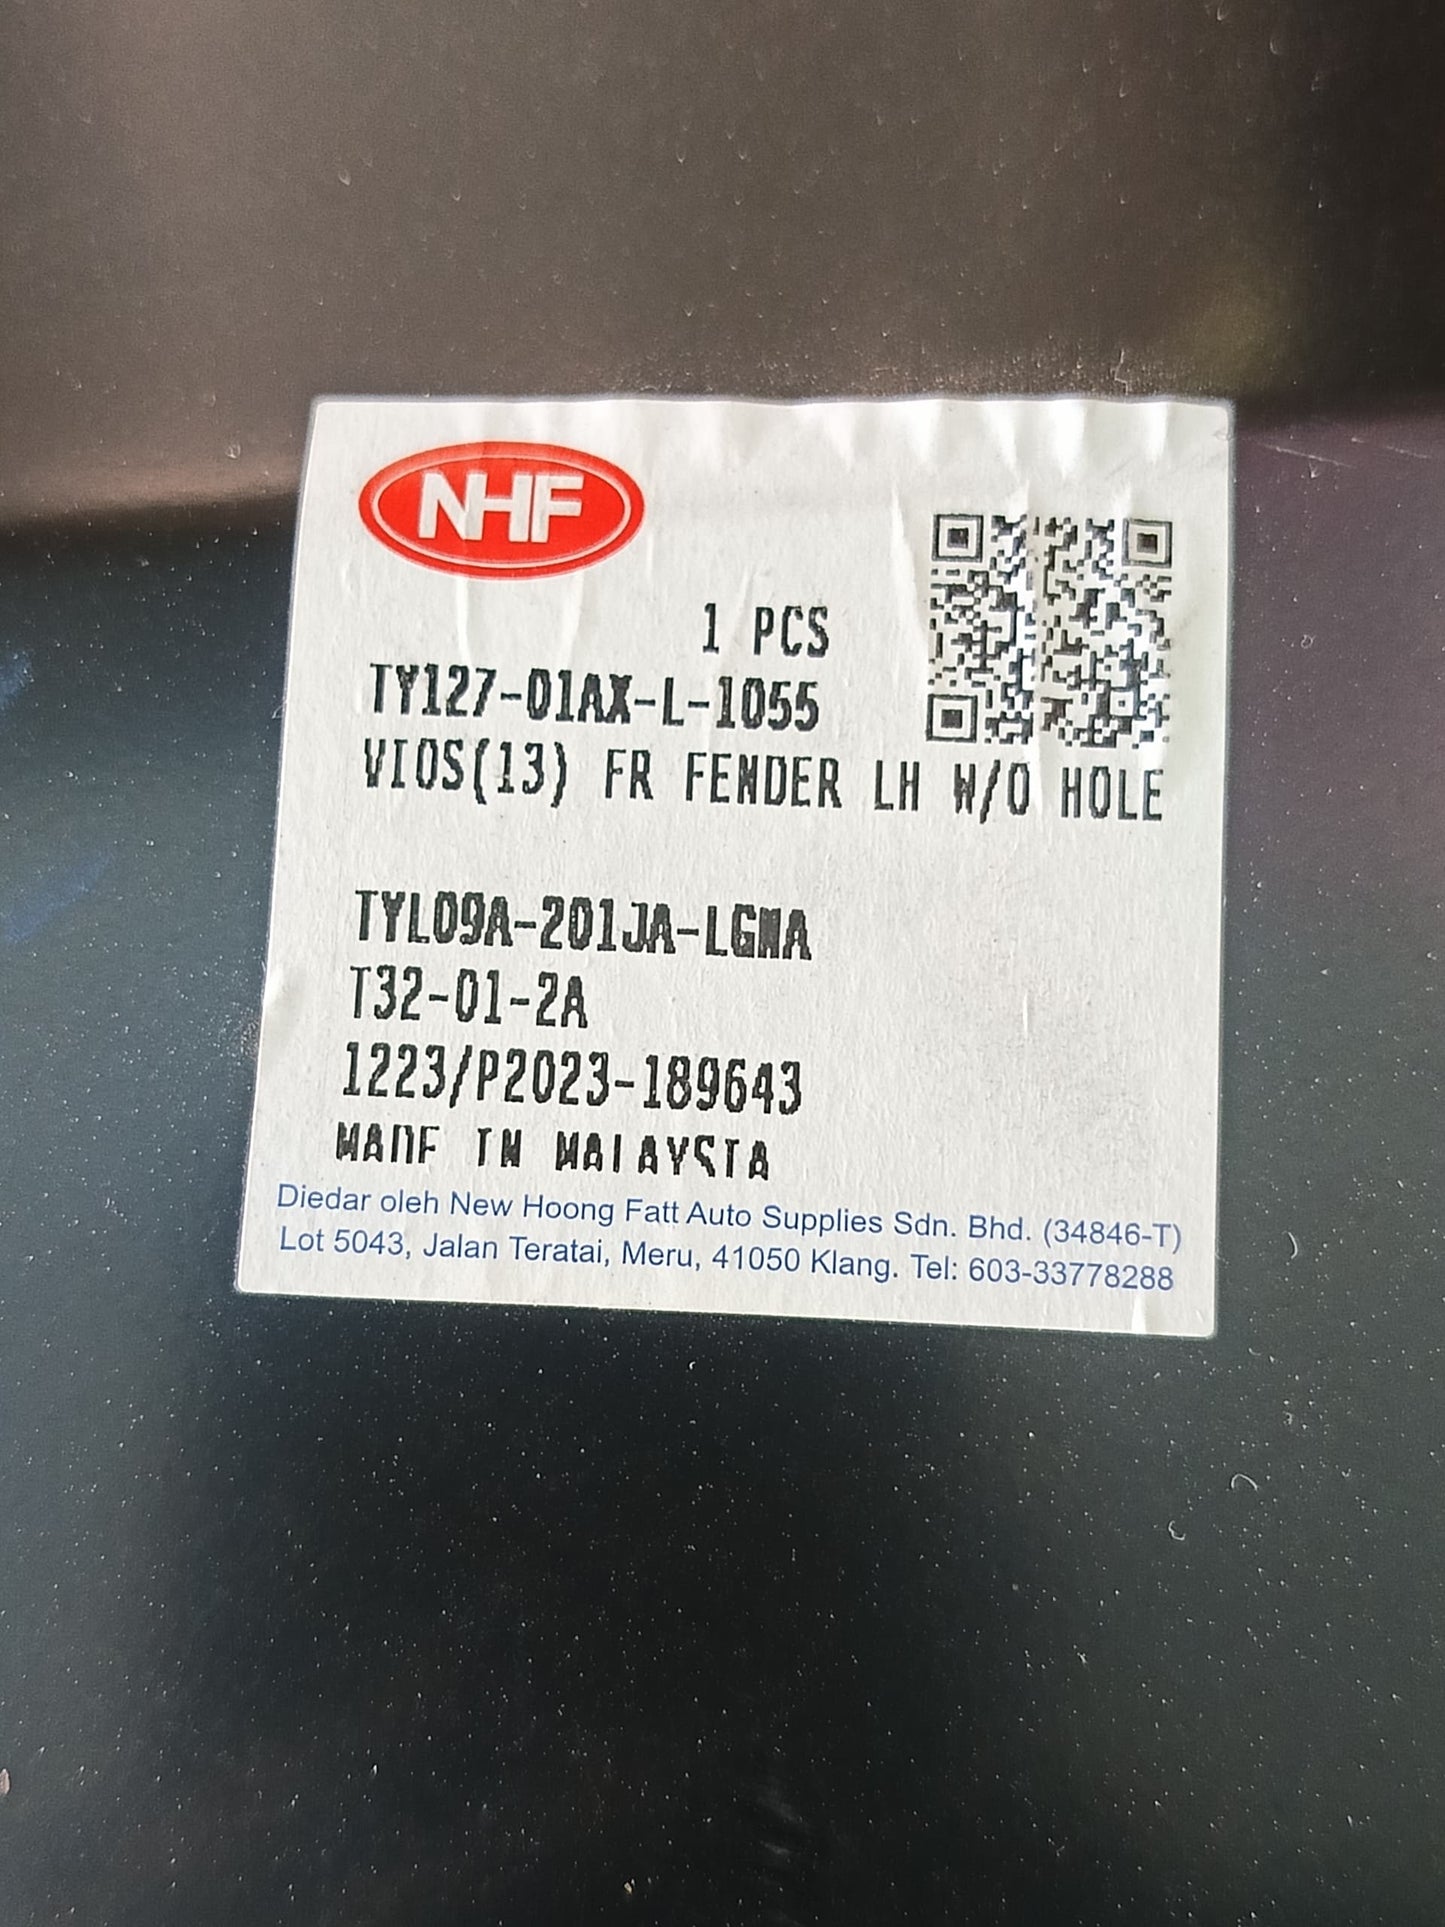 NHF
1 PCS
TY127-01AX-L-1055
VIOS(13) FR FENDER LH W/O HOLE
TYL09A-201JA-LGNA
T32-01-2A
1223/P2023-189643
MADE IN MALAYSIA
Diedar oleh New Hoong Fatt Auto Supplies Sdn. Bhd. (34846-T)
Lot 5043, Jalan Teratai, Meru, 41050 Klang. Tel: 603-33778288